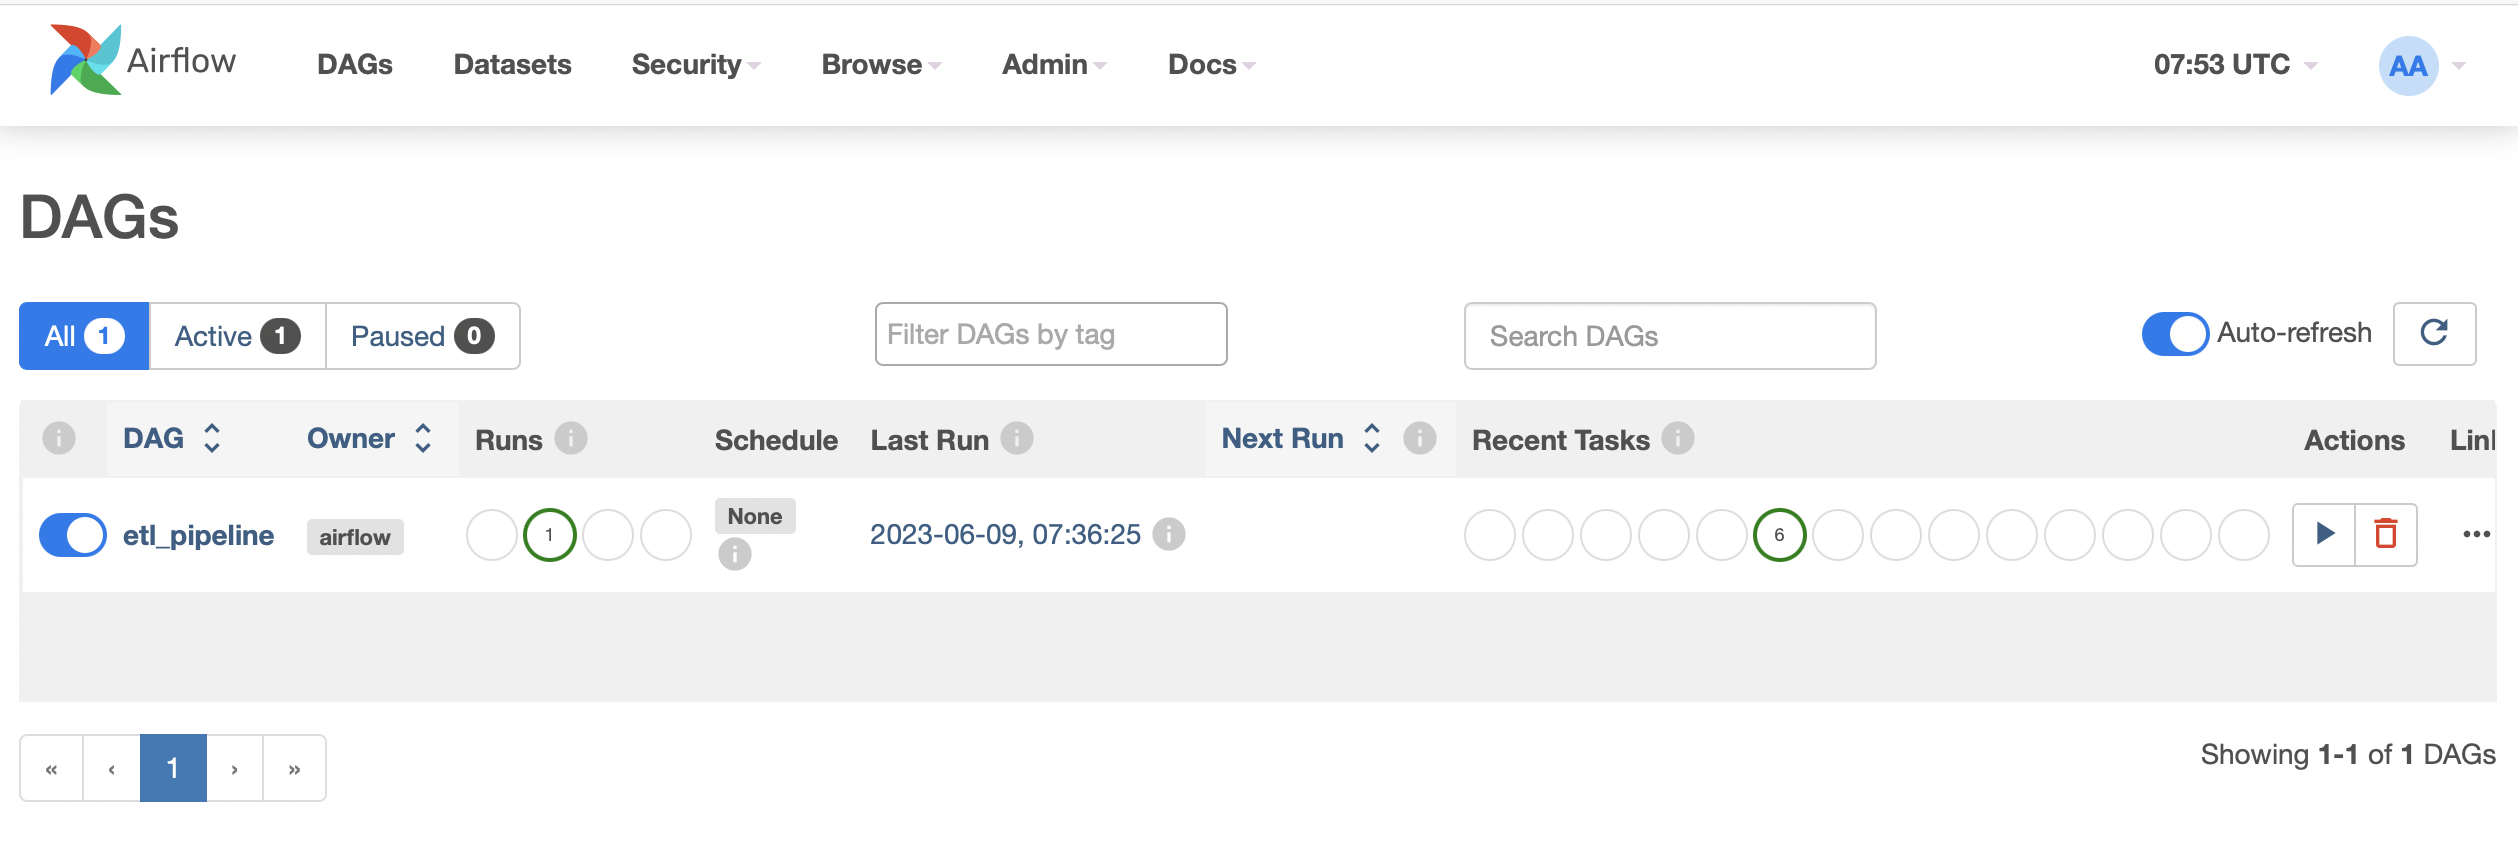 Airflow DAGs Datasets Security Browse Admin Docs 07:53 UTC AA
DAGs
All 1 Active 1 Paused 0 Filter DAGs by tag Search DAGs Auto-refresh
i DAG Owner Runs i Schedule Last Run i Next Run i Recent Tasks i Actions Lin
etl_pipeline airflow 1 None i 2023-06-09, 07:36:25 i 6 •••
« ‹ 1 › »
Showing 1-1 of 1 DAGs